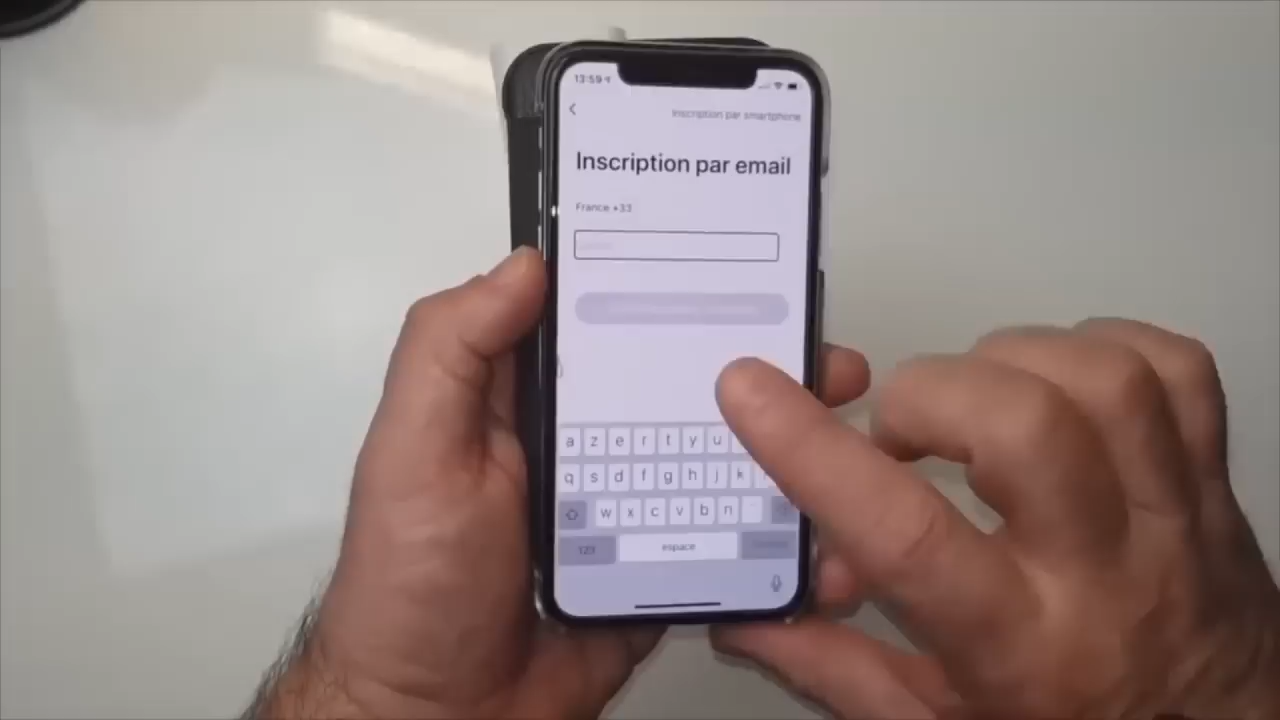 13:59
Inscription par smartphone
Inscription par email
France +33
a z e r t y u
q s d f g h j k
w x c v b n
123 espace